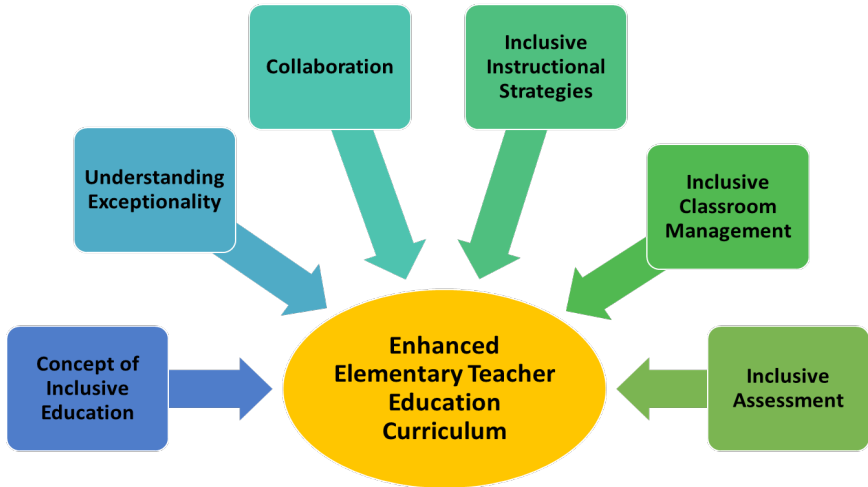 Collaboration
Inclusive
Instructional
Strategies
Understanding
Exceptionality
Inclusive
Classroom
Management
Concept of
Inclusive
Education
Enhanced
Elementary Teacher
Education
Curriculum
Inclusive
Assessment